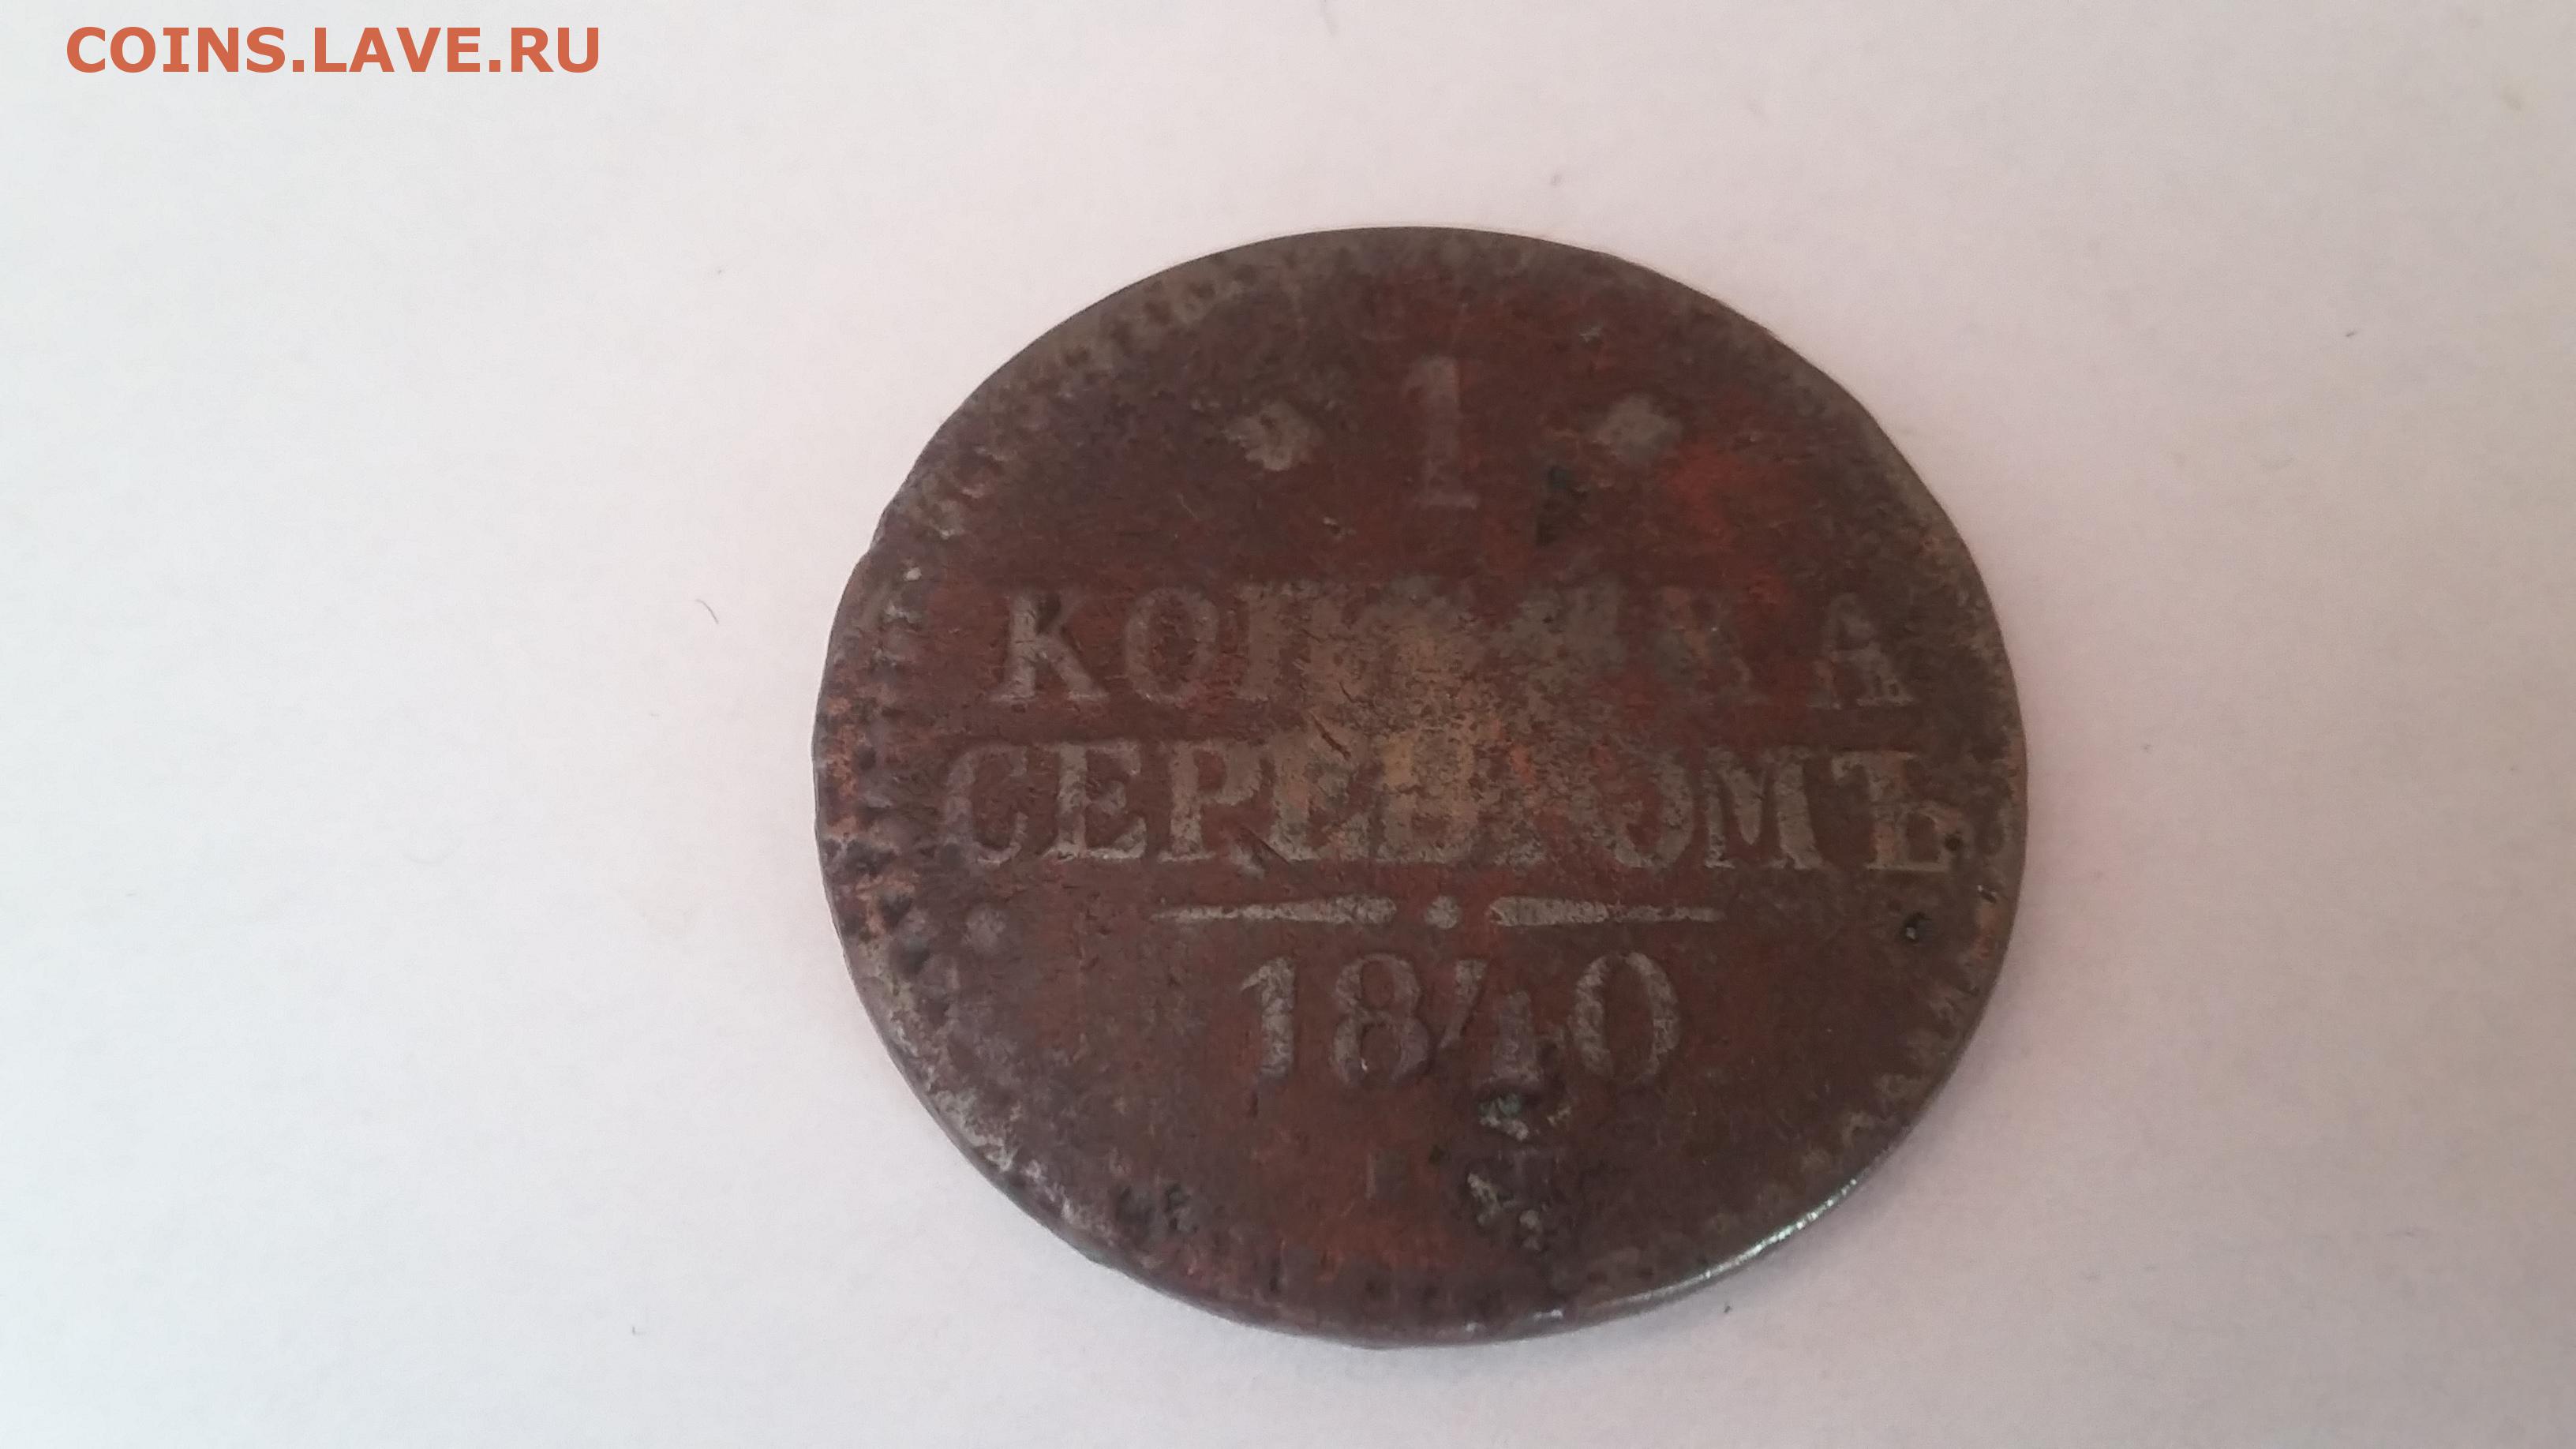 COINS.LAVE.RU
1
КОПѢЙКА
СЕРЕБРОМЪ
1840